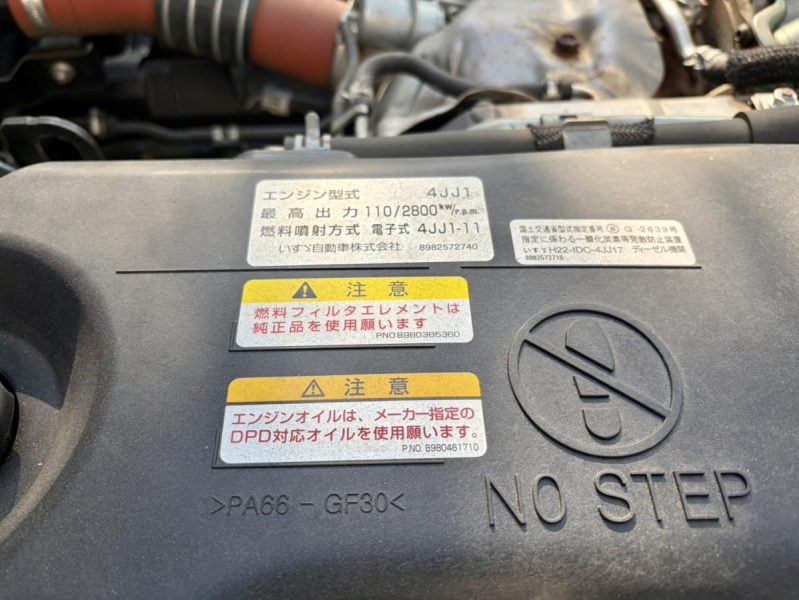 エンジン型式 4JJ1
最高出力 110/2800 kW/r.p.m.
燃料噴射方式 電子式 4JJ1-11
いすゞ自動車株式会社 8982572740
国土交通省型式指定番号 G-2839号
指定に係わる一酸化炭素等発散防止装置
いすゞH22-IDC-4JJ17 ディーゼル機関
8982572710
⚠ 注意
燃料フィルタエレメントは
純正品を使用願います
PNO 8980365360
⚠ 注意
エンジンオイルは、メーカー指定の
DPD対応オイルを使用願います。
P.NO. 8980461710
>PA66 - GF30<
NO STEP